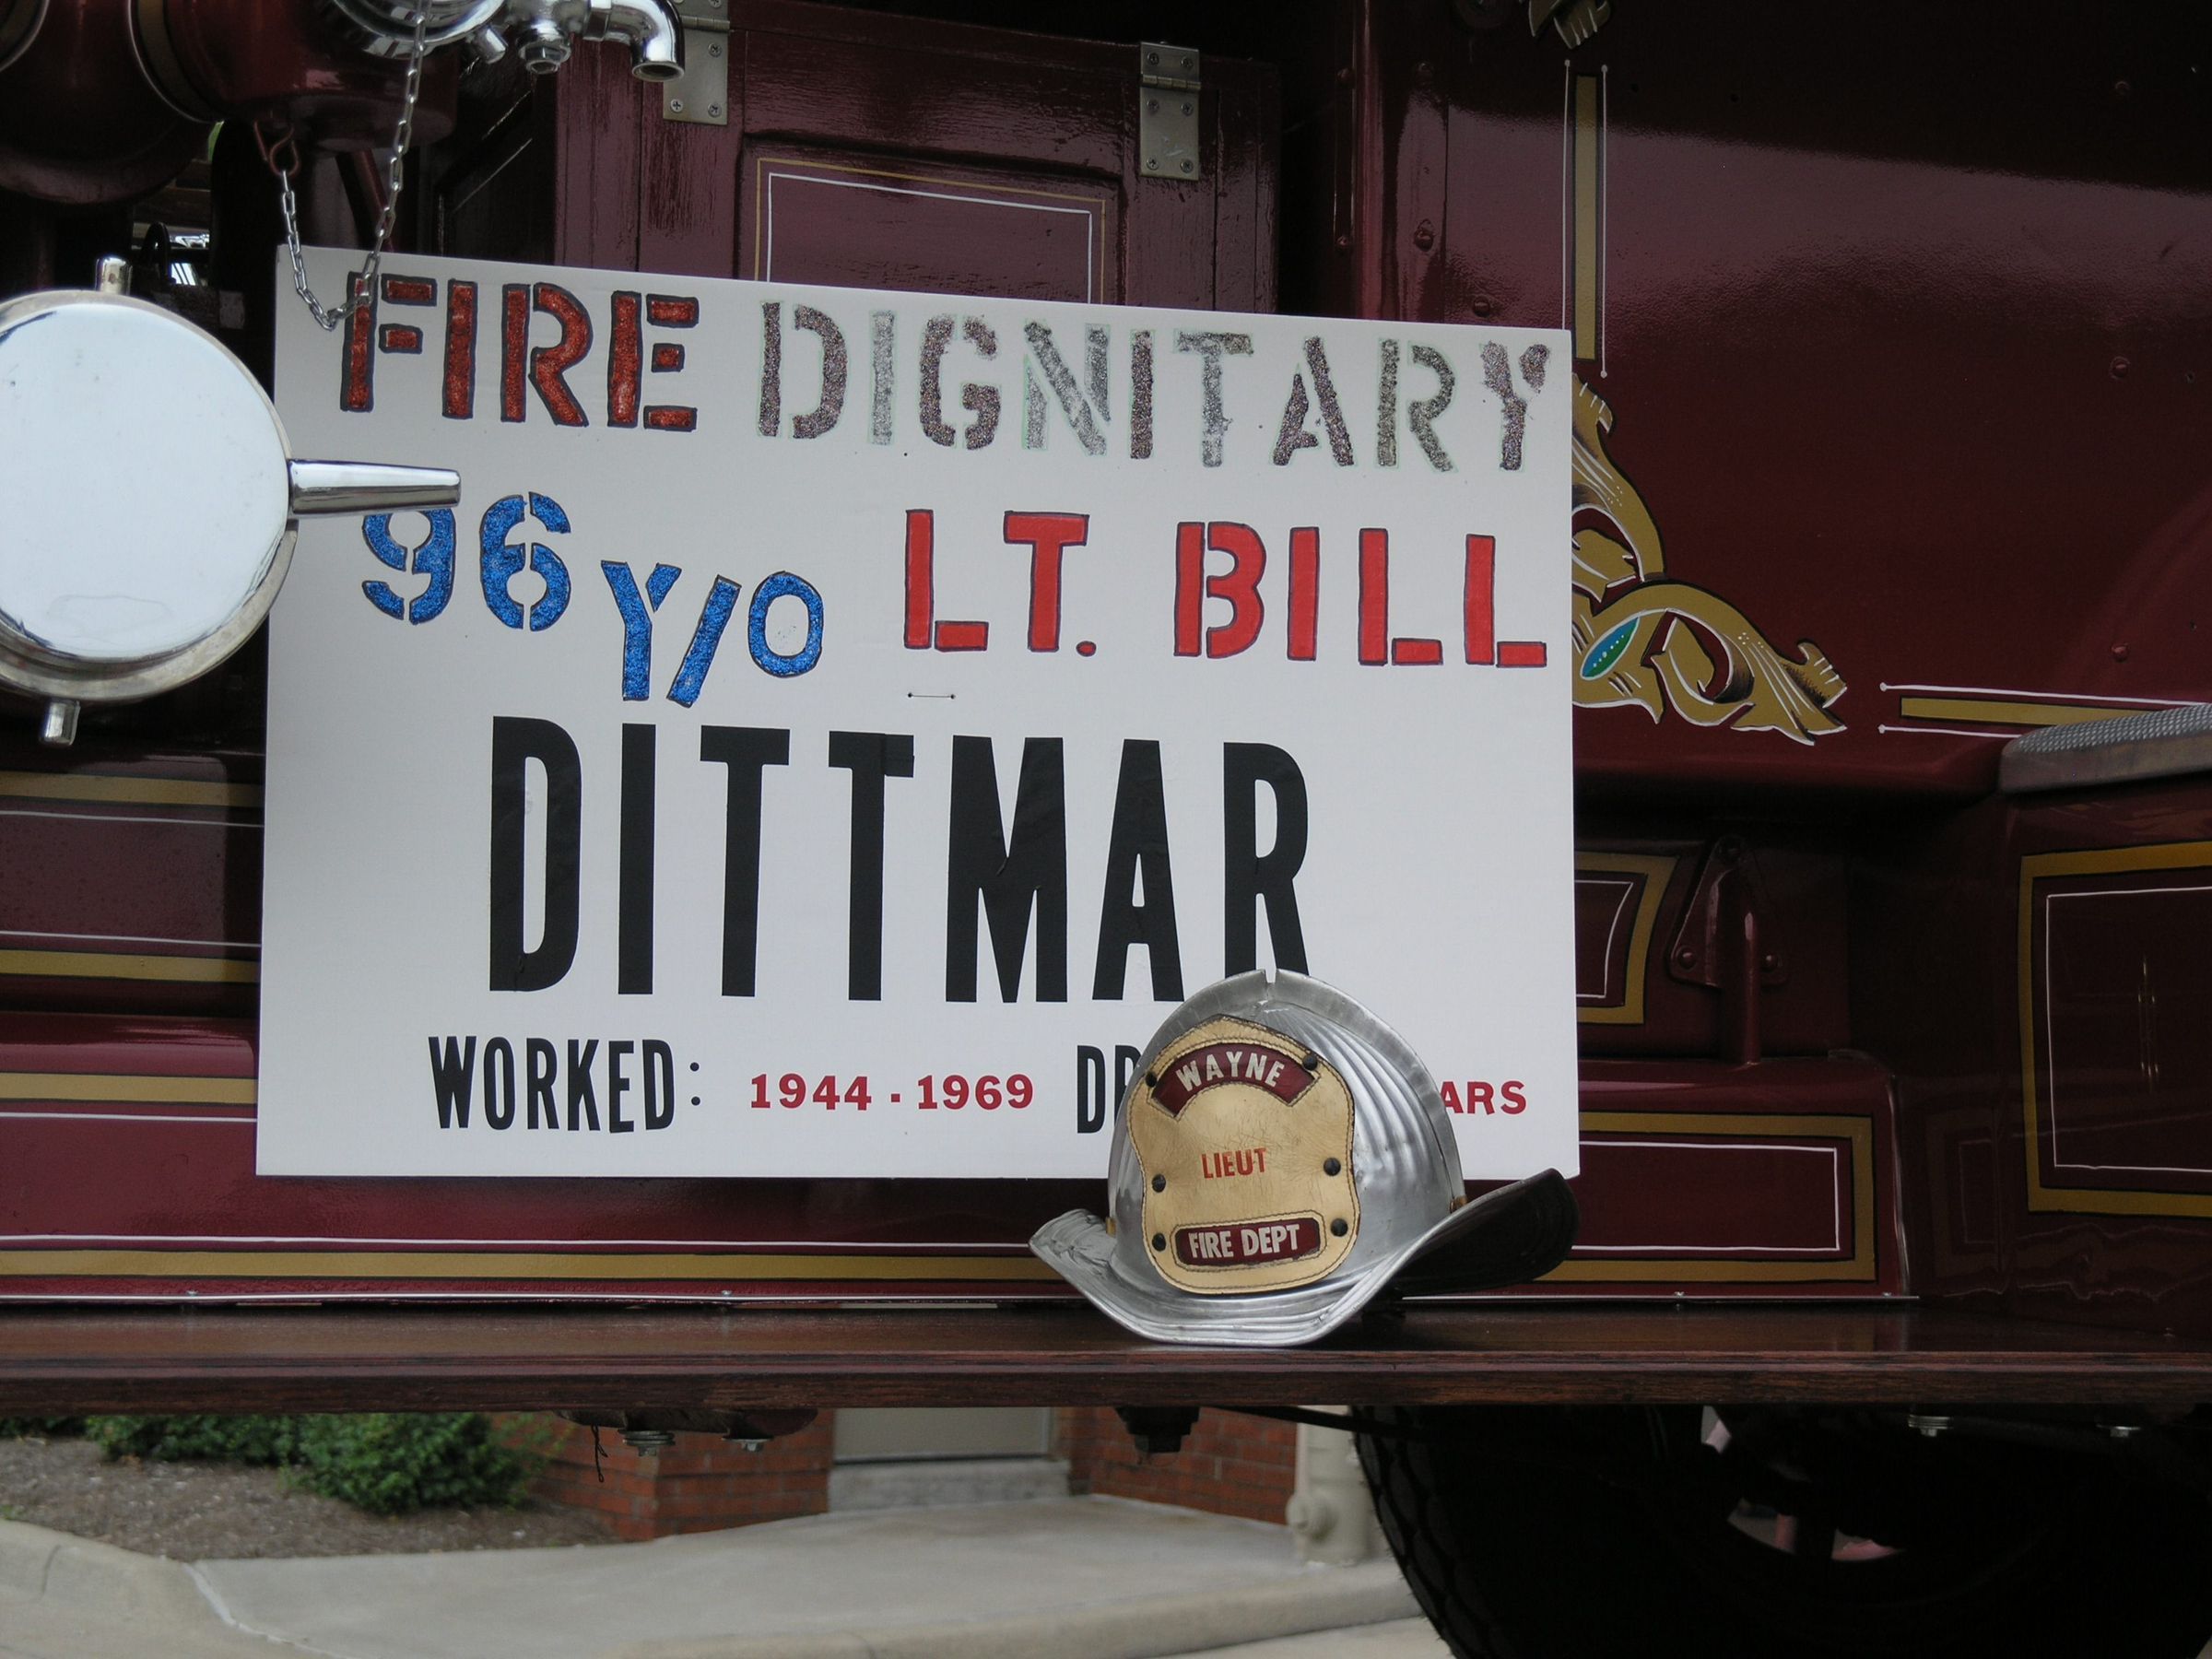 FIRE DIGNITARY
96 Y/O LT. BILL
DITTMAR
WORKED: 1944 - 1969
WAYNE
LIEUT
FIRE DEPT